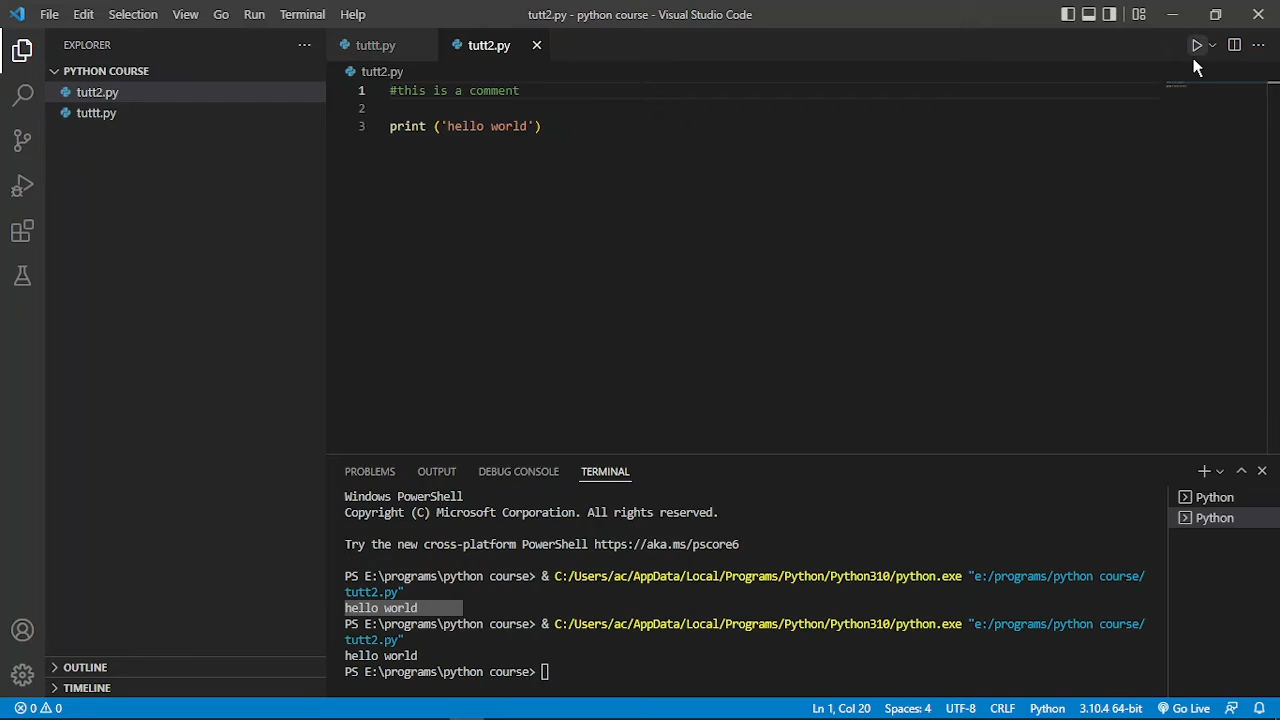 File Edit Selection View Go Run Terminal Help tutt2.py - python course - Visual Studio Code
EXPLORER
tuttt.py tutt2.py
PYTHON COURSE
tutt2.py
tuttt.py
tutt2.py
1 #this is a comment
2
3 print ('hello world')
PROBLEMS OUTPUT DEBUG CONSOLE TERMINAL
Windows PowerShell
Copyright (C) Microsoft Corporation. All rights reserved.
Try the new cross-platform PowerShell https://aka.ms/pscore6
PS E:\programs\python course> & C:/Users/ac/AppData/Local/Programs/Python/Python310/python.exe "e:/programs/python course/
tutt2.py"
hello world
PS E:\programs\python course> & C:/Users/ac/AppData/Local/Programs/Python/Python310/python.exe "e:/programs/python course/
tutt2.py"
hello world
PS E:\programs\python course>
Python
Python
OUTLINE
TIMELINE
0 0 Ln 1, Col 20 Spaces: 4 UTF-8 CRLF Python 3.10.4 64-bit Go Live